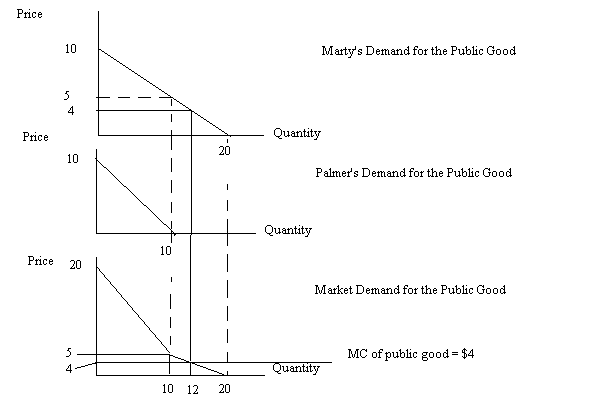 Price
10
Marty's Demand for the Public Good
5
4
Quantity
20
Price
10
Palmer's Demand for the Public Good
Quantity
10
Price
20
Market Demand for the Public Good
5
MC of public good = $4
4
Quantity
10 12 20